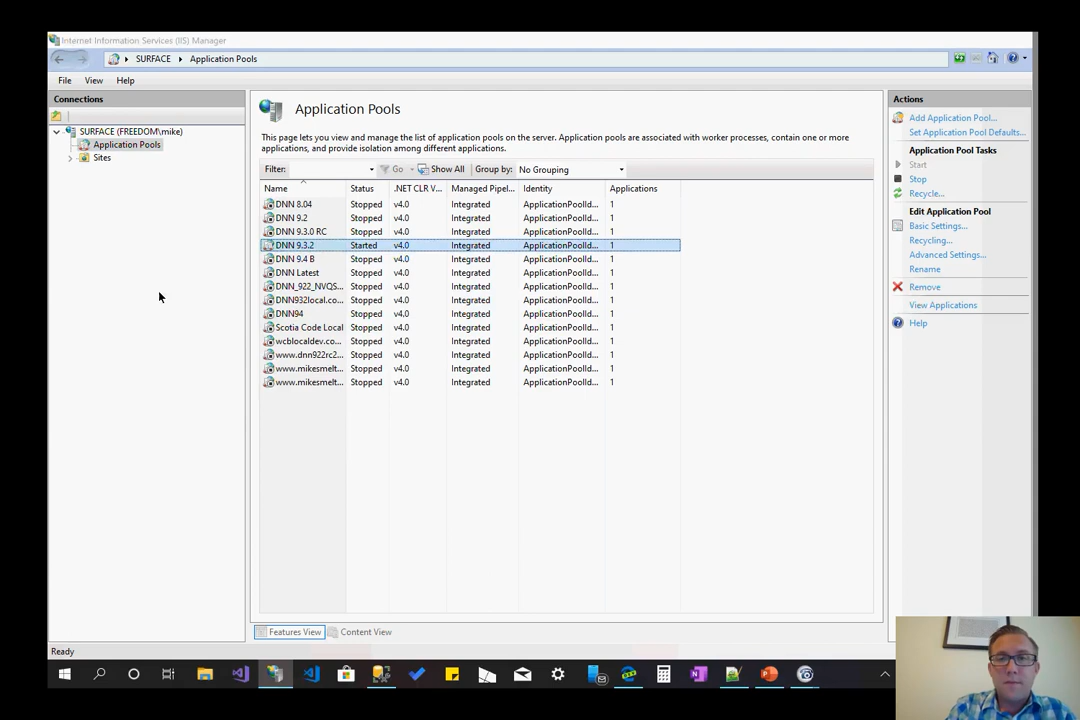 Internet Information Services (IIS) Manager
SURFACE
Application Pools
File
View
Help
Connections
SURFACE (FREEDOM\mike)
Application Pools
Sites
Application Pools
This page lets you view and manage the list of application pools on the server. Application pools are associated with worker processes, contain one or more
applications, and provide isolation among different applications.
Filter:
Go
Show All
Group by:
No Grouping
Name Status .NET CLR V... Managed Pipel... Identity Applications
DNN 8.04 Stopped v4.0 Integrated ApplicationPoolId... 1
DNN 9.2 Stopped v4.0 Integrated ApplicationPoolId... 1
DNN 9.3.0 RC Stopped v4.0 Integrated ApplicationPoolId... 1
DNN 9.3.2 Started v4.0 Integrated ApplicationPoolId... 1
DNN 9.4 B Stopped v4.0 Integrated ApplicationPoolId... 1
DNN Latest Stopped v4.0 Integrated ApplicationPoolId... 1
DNN_922_NVQS... Stopped v4.0 Integrated ApplicationPoolId... 1
DNN932local.co... Stopped v4.0 Integrated ApplicationPoolId... 1
DNN94 Stopped v4.0 Integrated ApplicationPoolId... 1
Scotia Code Local Stopped v4.0 Integrated ApplicationPoolId... 1
wcblocaldev.co... Stopped v4.0 Integrated ApplicationPoolId... 1
www.dnn922rc2... Stopped v4.0 Integrated ApplicationPoolId... 1
www.mikesmelt... Stopped v4.0 Integrated ApplicationPoolId... 1
www.mikesmelt... Stopped v4.0 Integrated ApplicationPoolId... 1
Features View
Content View
Actions
Add Application Pool...
Set Application Pool Defaults...
Application Pool Tasks
Start
Stop
Recycle...
Edit Application Pool
Basic Settings...
Recycling...
Advanced Settings...
Rename
Remove
View Applications
Help
Ready